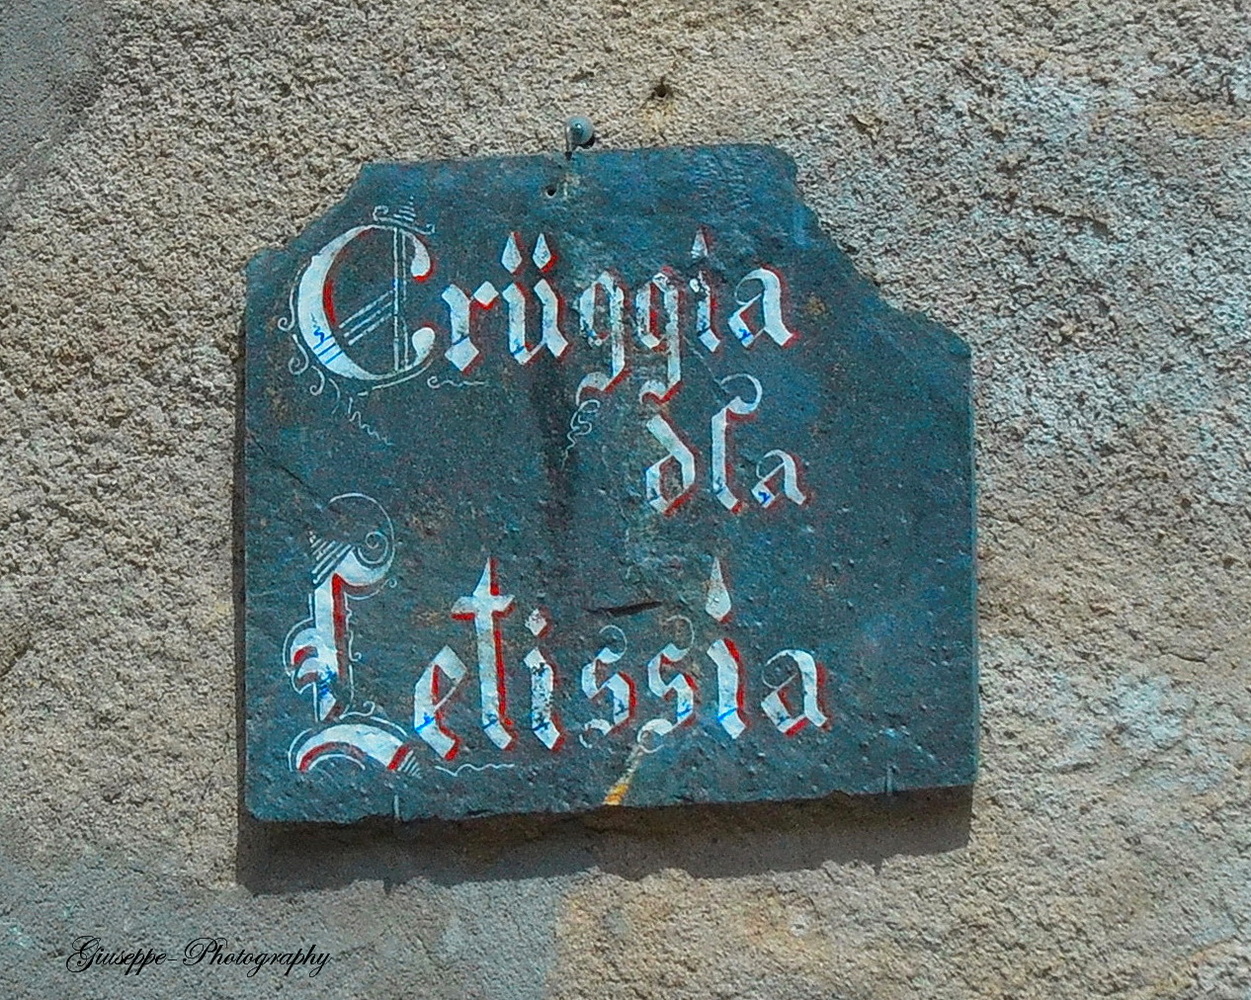 Crüggia
dla
Letissia
Giuseppe-Photography